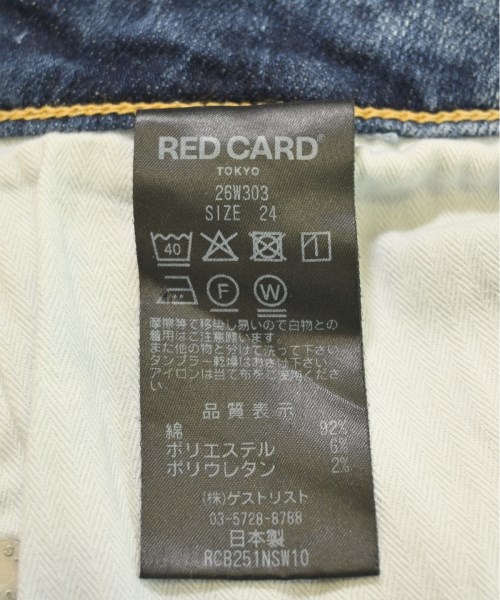 RED CARD®
TOKYO
26W303
SIZE 24
40
F W
摩擦等で移染し易いので白物との
着用はご注意願います
また他の物と分けて洗って下さい
タンブラー乾燥はお避け下さい
アイロンは当て布をご使用くださ
い
品質表示
綿 92%
ポリエステル 6%
ポリウレタン 2%
(株)ゲストリスト
03-5728-8788
日本製
RCB251NSW10